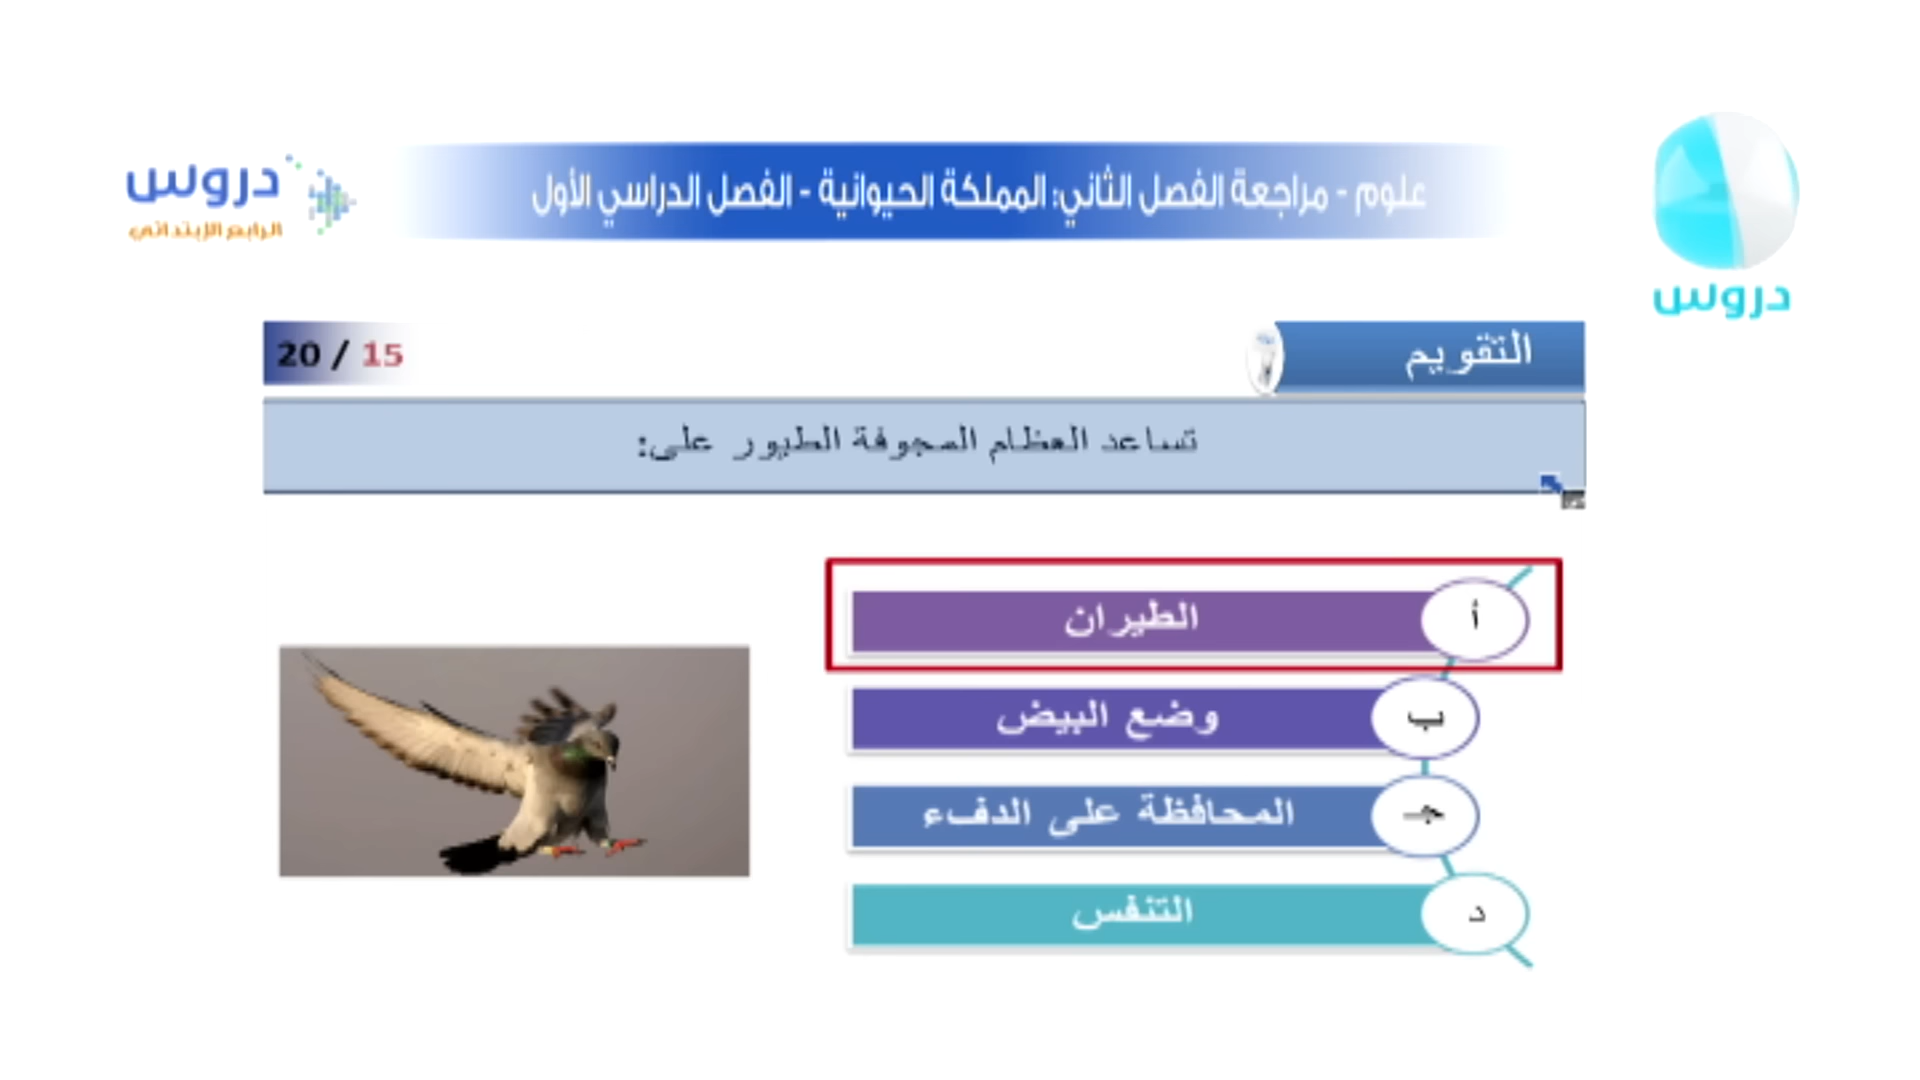 علوم - مراجعة الفصل الثاني: المملكة الحيوانية - الفصل الدراسي الأول
دروس
الرابع الإبتدائي
دروس
التقويم
20 / 15
تساعد العظام المجوفة الطيور على:
أ الطيران
ب وضع البيض
جـ المحافظة على الدفء
د التنفس